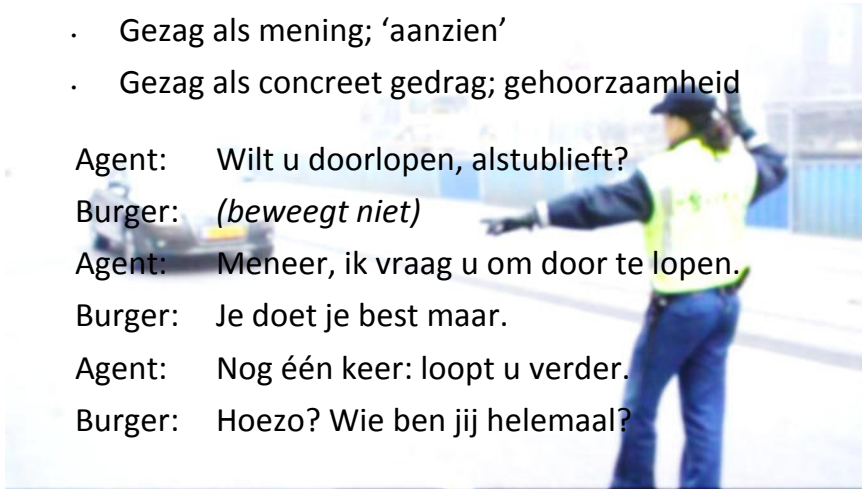 · Gezag als mening; ‘aanzien’
· Gezag als concreet gedrag; gehoorzaamheid
Agent: Wilt u doorlopen, alstublieft?
Burger: (beweegt niet)
Agent: Meneer, ik vraag u om door te lopen.
Burger: Je doet je best maar.
Agent: Nog één keer: loopt u verder.
Burger: Hoezo? Wie ben jij helemaal?